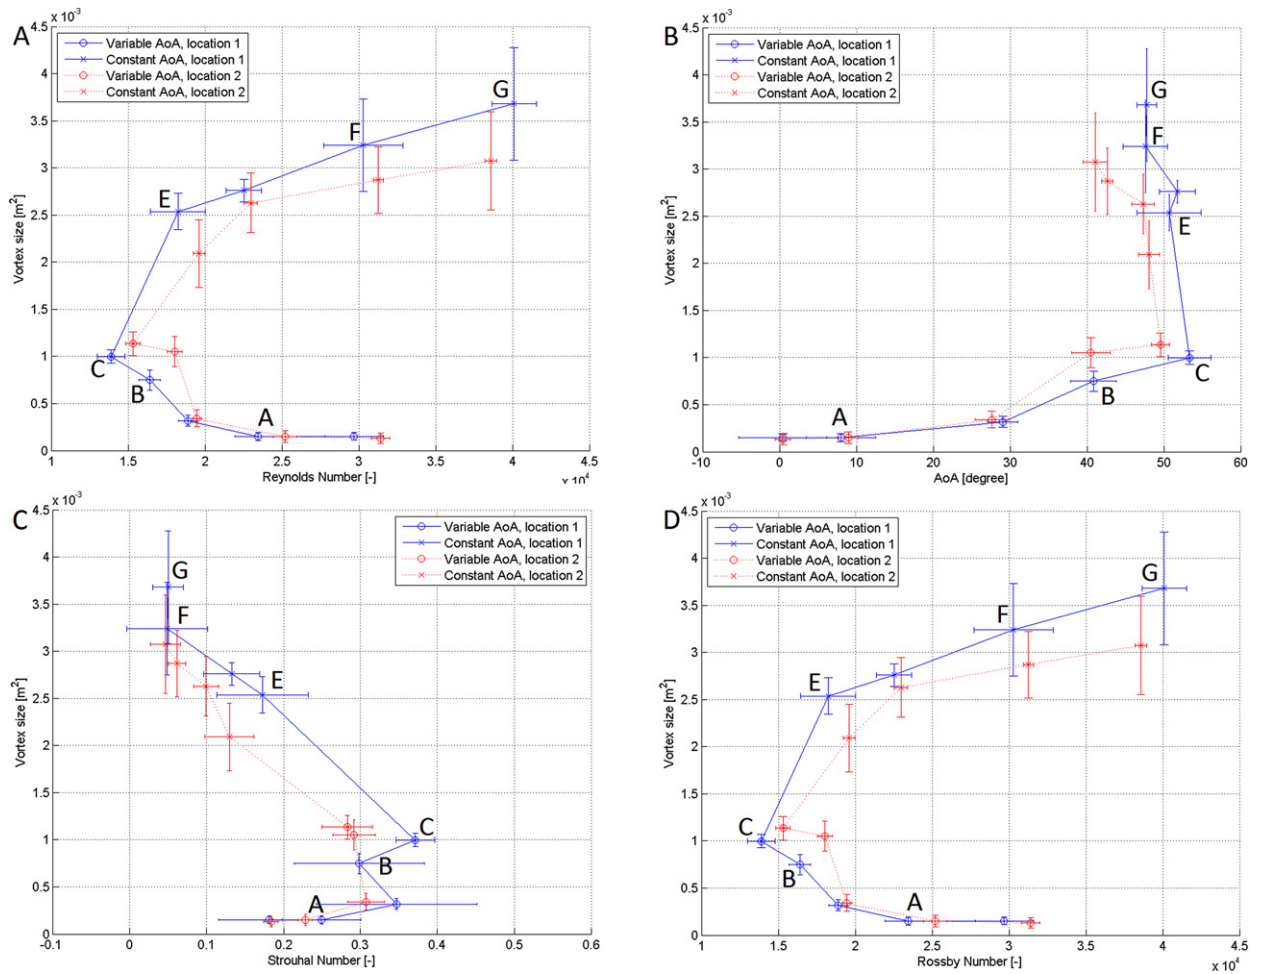 A
x 10⁻³
4.5
4
3.5
3
2.5
2
1.5
1
0.5
0
Vortex size [m²]
Variable AoA, location 1
Constant AoA, location 1
Variable AoA, location 2
Constant AoA, location 2
G
F
E
C
B
A
1 1.5 2 2.5 3 3.5 4 4.5
Reynolds Number [-]
x 10⁴
B
x 10⁻³
4.5
4
3.5
3
2.5
2
1.5
1
0.5
0
Vortex size [m²]
Variable AoA, location 1
Constant AoA, location 1
Variable AoA, location 2
Constant AoA, location 2
G
F
E
C
B
A
-10 0 10 20 30 40 50 60
AoA [degree]
C
x 10⁻³
4.5
4
3.5
3
2.5
2
1.5
1
0.5
0
Vortex size [m²]
Variable AoA, location 1
Constant AoA, location 1
Variable AoA, location 2
Constant AoA, location 2
G
F
E
C
B
A
-0.1 0 0.1 0.2 0.3 0.4 0.5 0.6
Strouhal Number [-]
D
x 10⁻³
4.5
4
3.5
3
2.5
2
1.5
1
0.5
0
Vortex size [m²]
Variable AoA, location 1
Constant AoA, location 1
Variable AoA, location 2
Constant AoA, location 2
G
F
E
C
B
A
1 1.5 2 2.5 3 3.5 4 4.5
Rossby Number [-]
x 10⁴